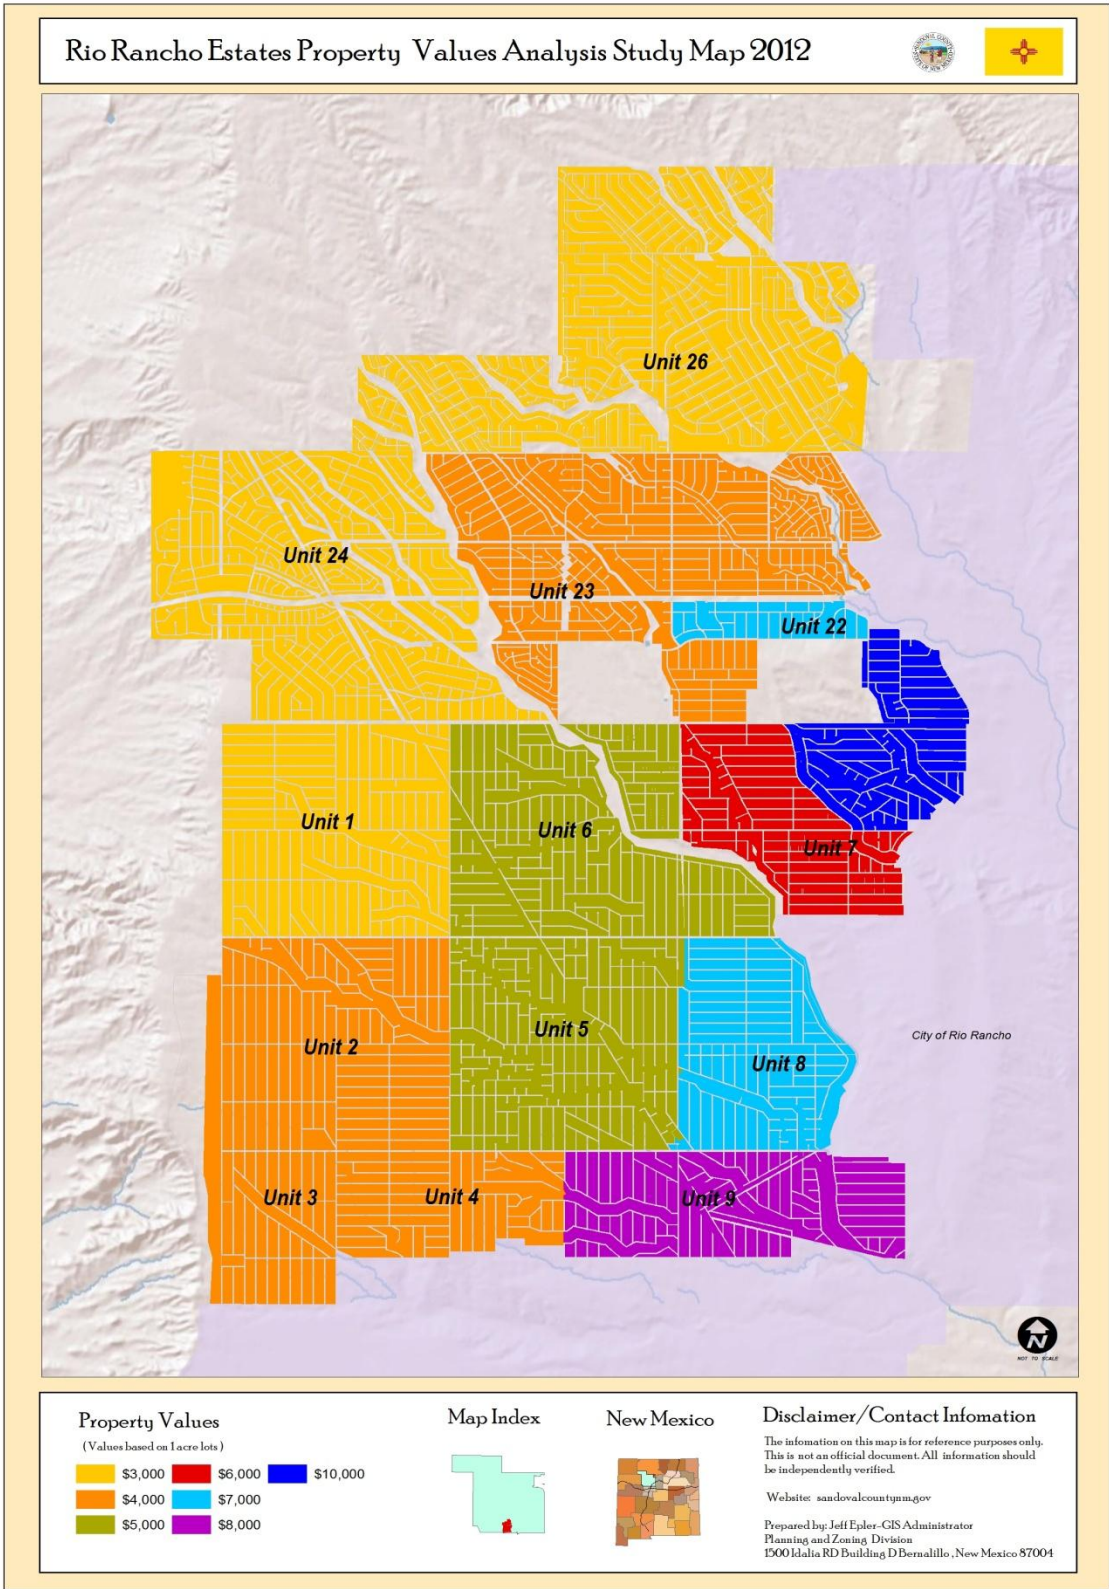 Rio Rancho Estates Property Values Analysis Study Map 2012
Unit 26
Unit 24
Unit 23
Unit 22
Unit 1
Unit 6
Unit 7
Unit 2
Unit 5
Unit 8
City of Rio Rancho
Unit 3
Unit 4
Unit 9
N
NOT TO SCALE
Property Values
(Values based on 1 acre lots)
$3,000
$4,000
$5,000
$6,000
$7,000
$8,000
$10,000
Map Index
New Mexico
Disclaimer/Contact Infomation
The infomation on this map is for reference purposes only.
This is not an official document. All information should
be independently verified.
Website: sandovalcountynm.gov
Prepared by: Jeff Epler-GIS Administrator
Planning and Zoning Division
1500 Idalia RD Building D Bernalillo, New Mexico 87004